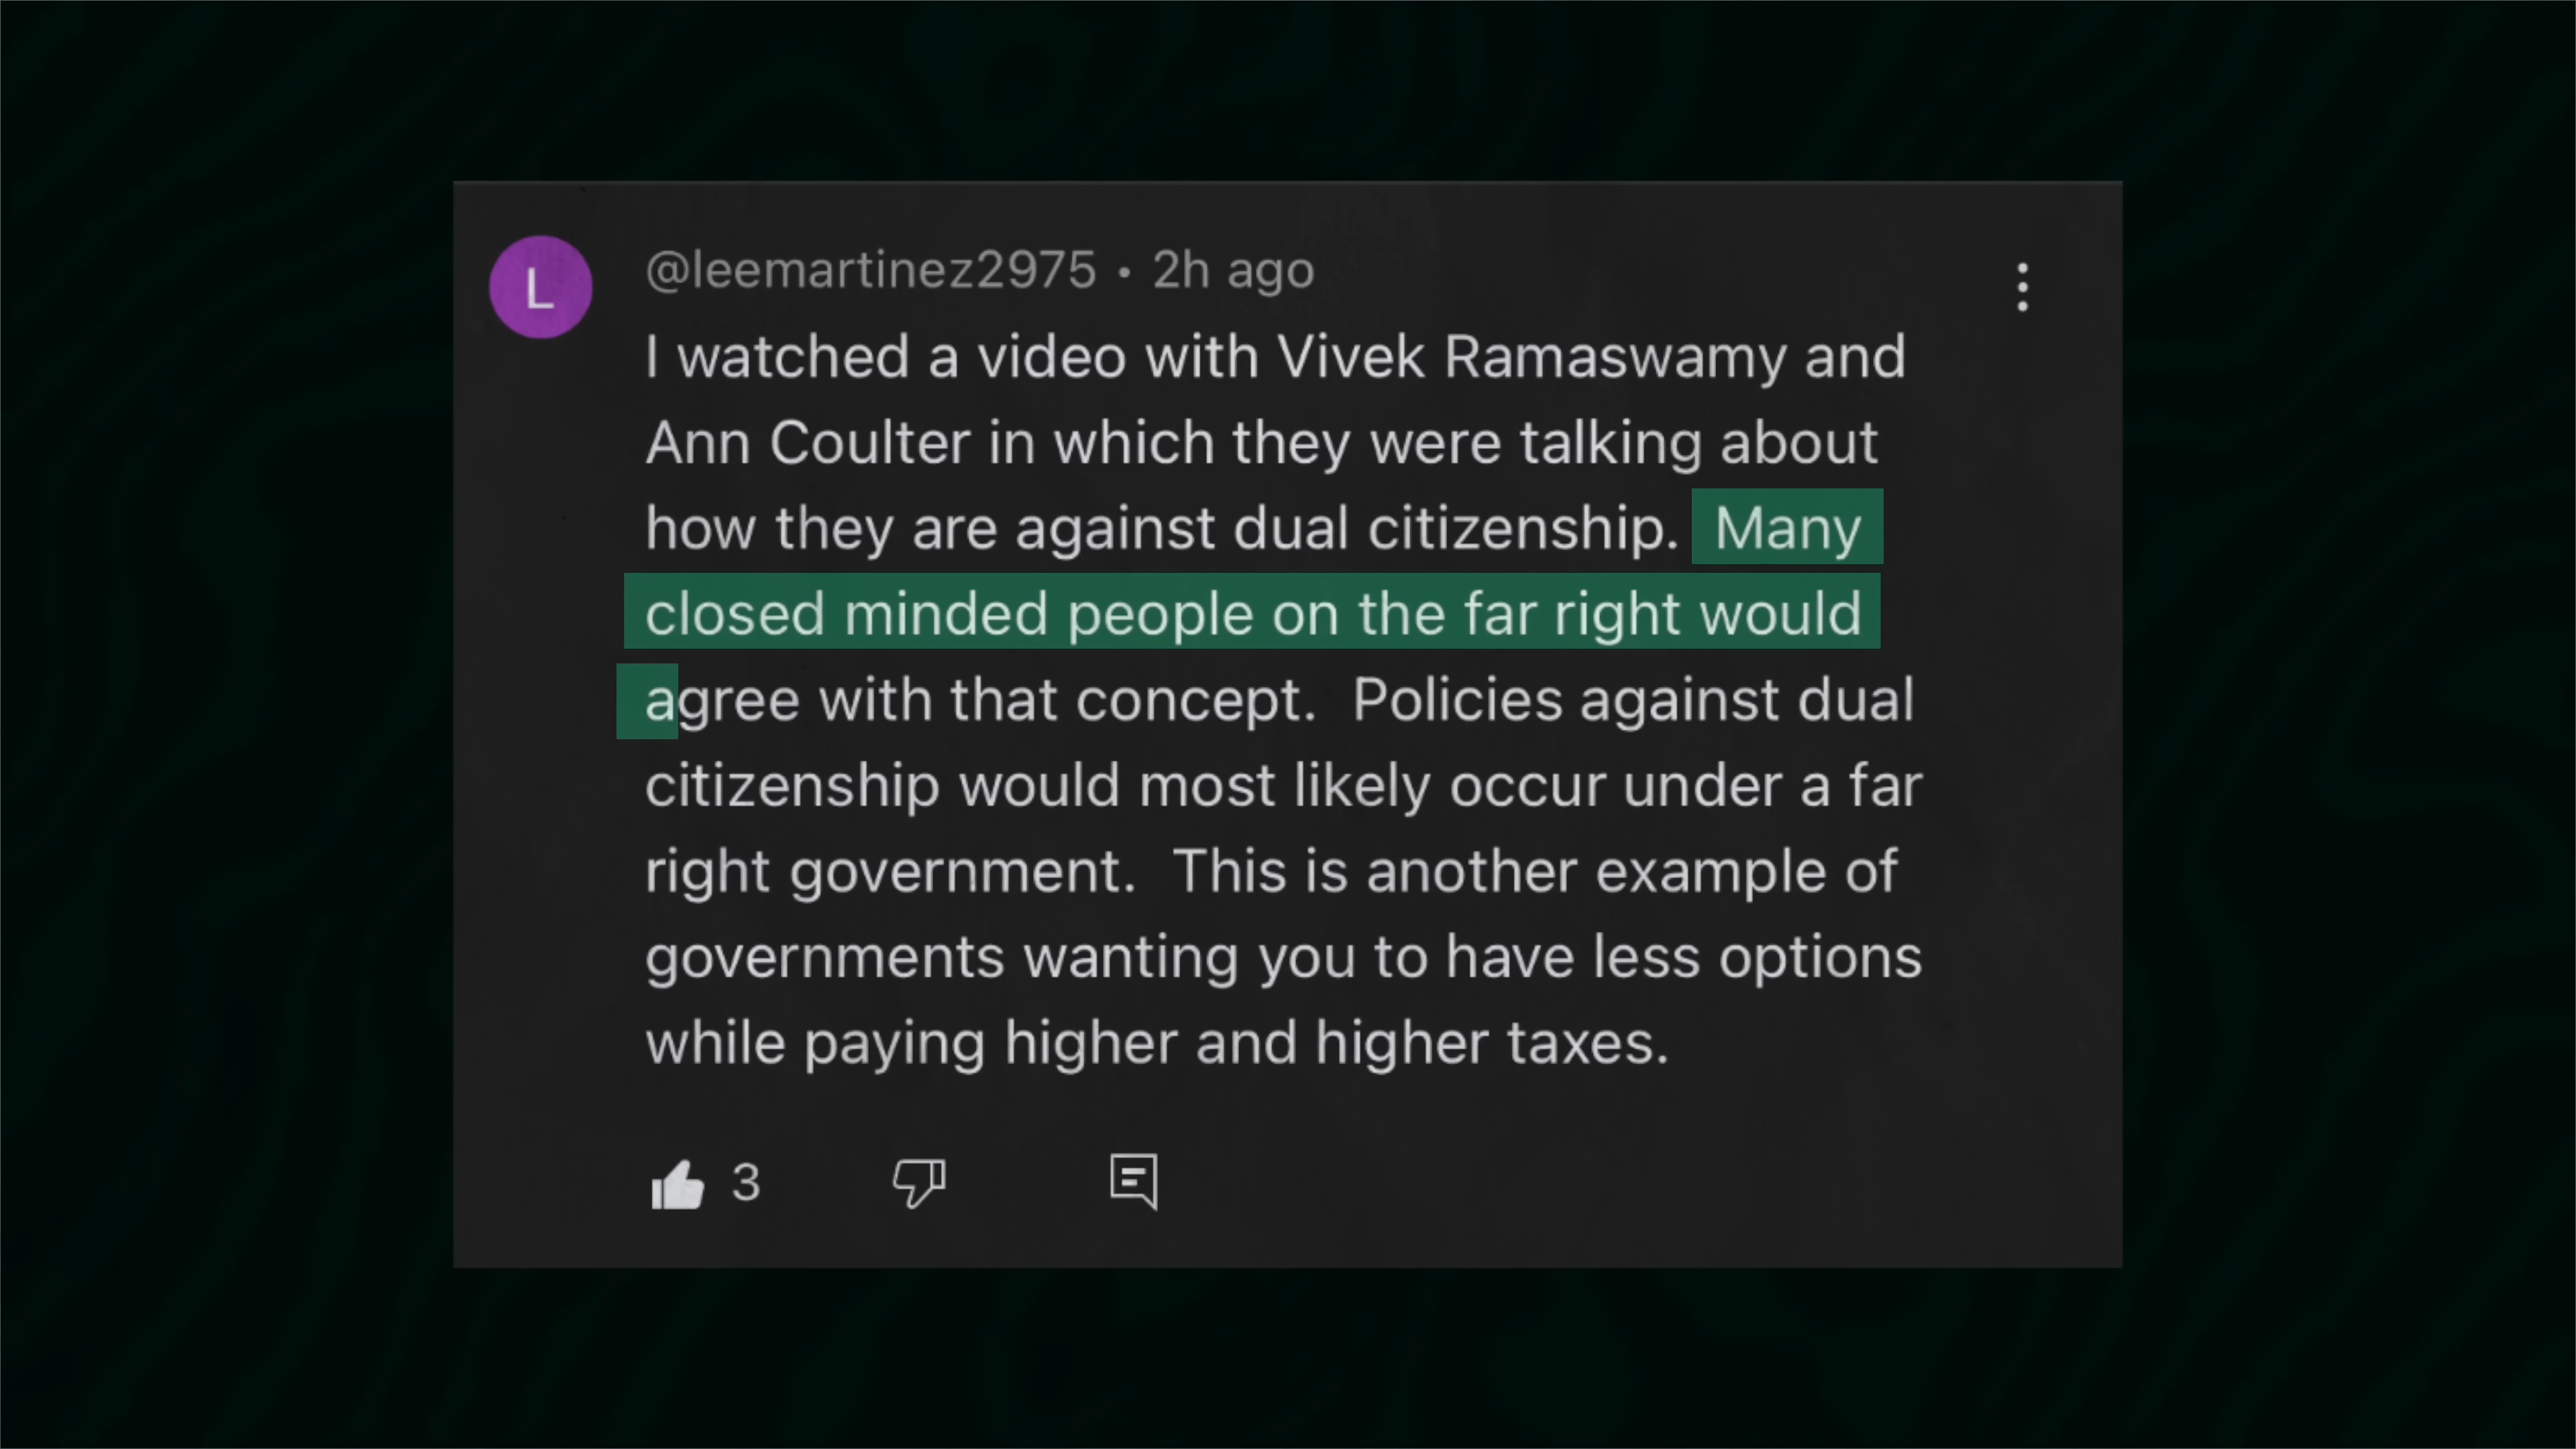 L
@leemartinez2975 • 2h ago
I watched a video with Vivek Ramaswamy and
Ann Coulter in which they were talking about
how they are against dual citizenship. Many
closed minded people on the far right would
agree with that concept. Policies against dual
citizenship would most likely occur under a far
right government. This is another example of
governments wanting you to have less options
while paying higher and higher taxes.
3